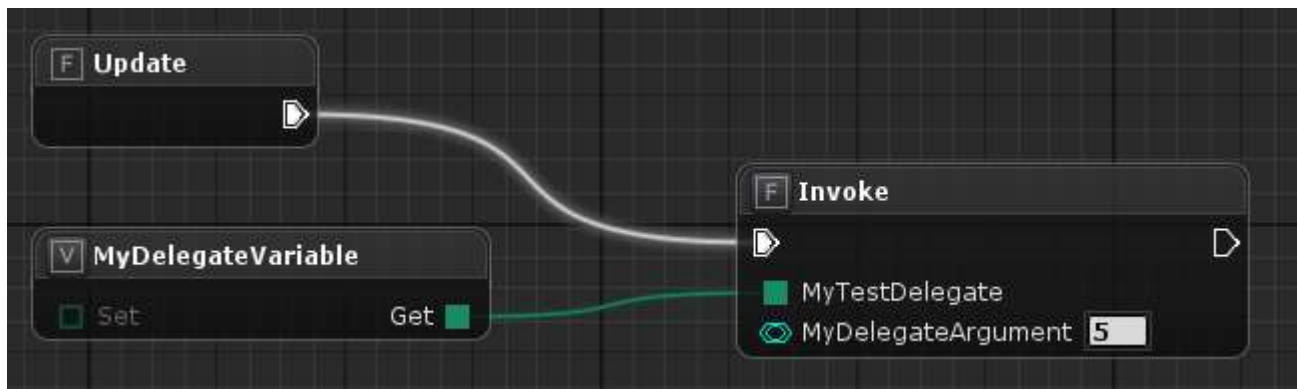 F Update
V MyDelegateVariable
Set Get
F Invoke
MyTestDelegate
MyDelegateArgument 5